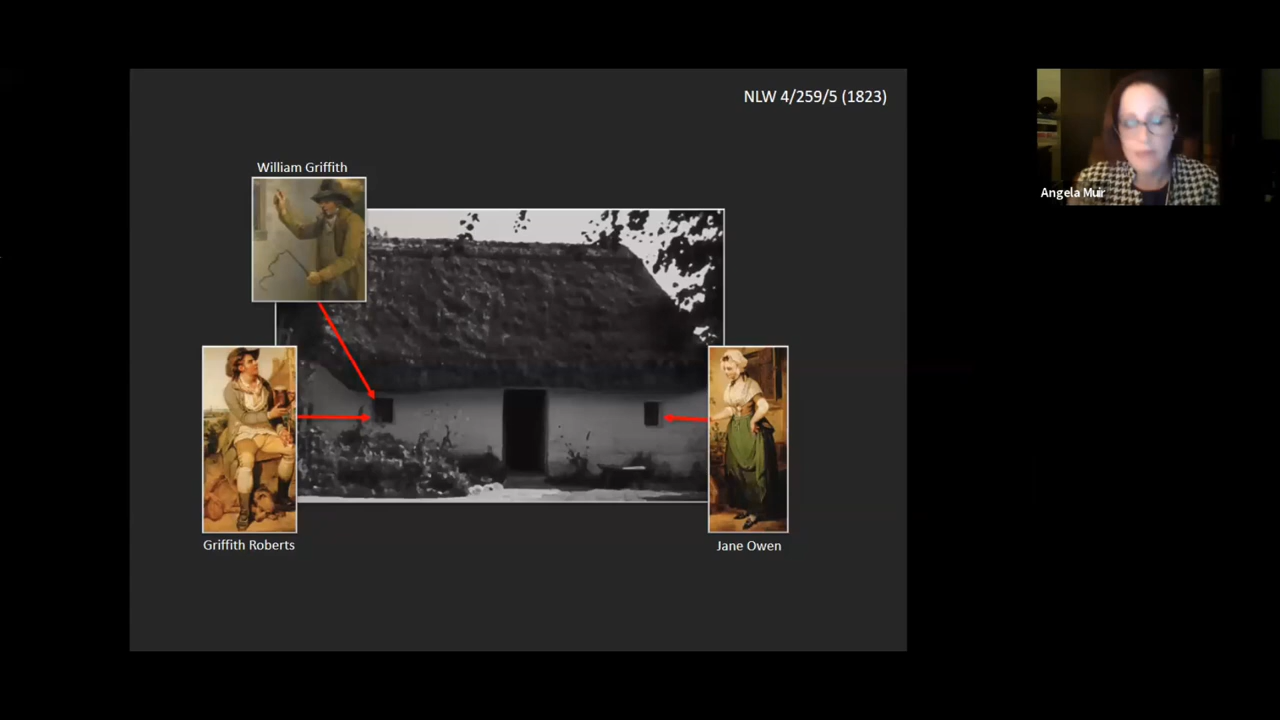 NLW 4/259/5 (1823)
William Griffith
Angela Muir
Griffith Roberts
Jane Owen